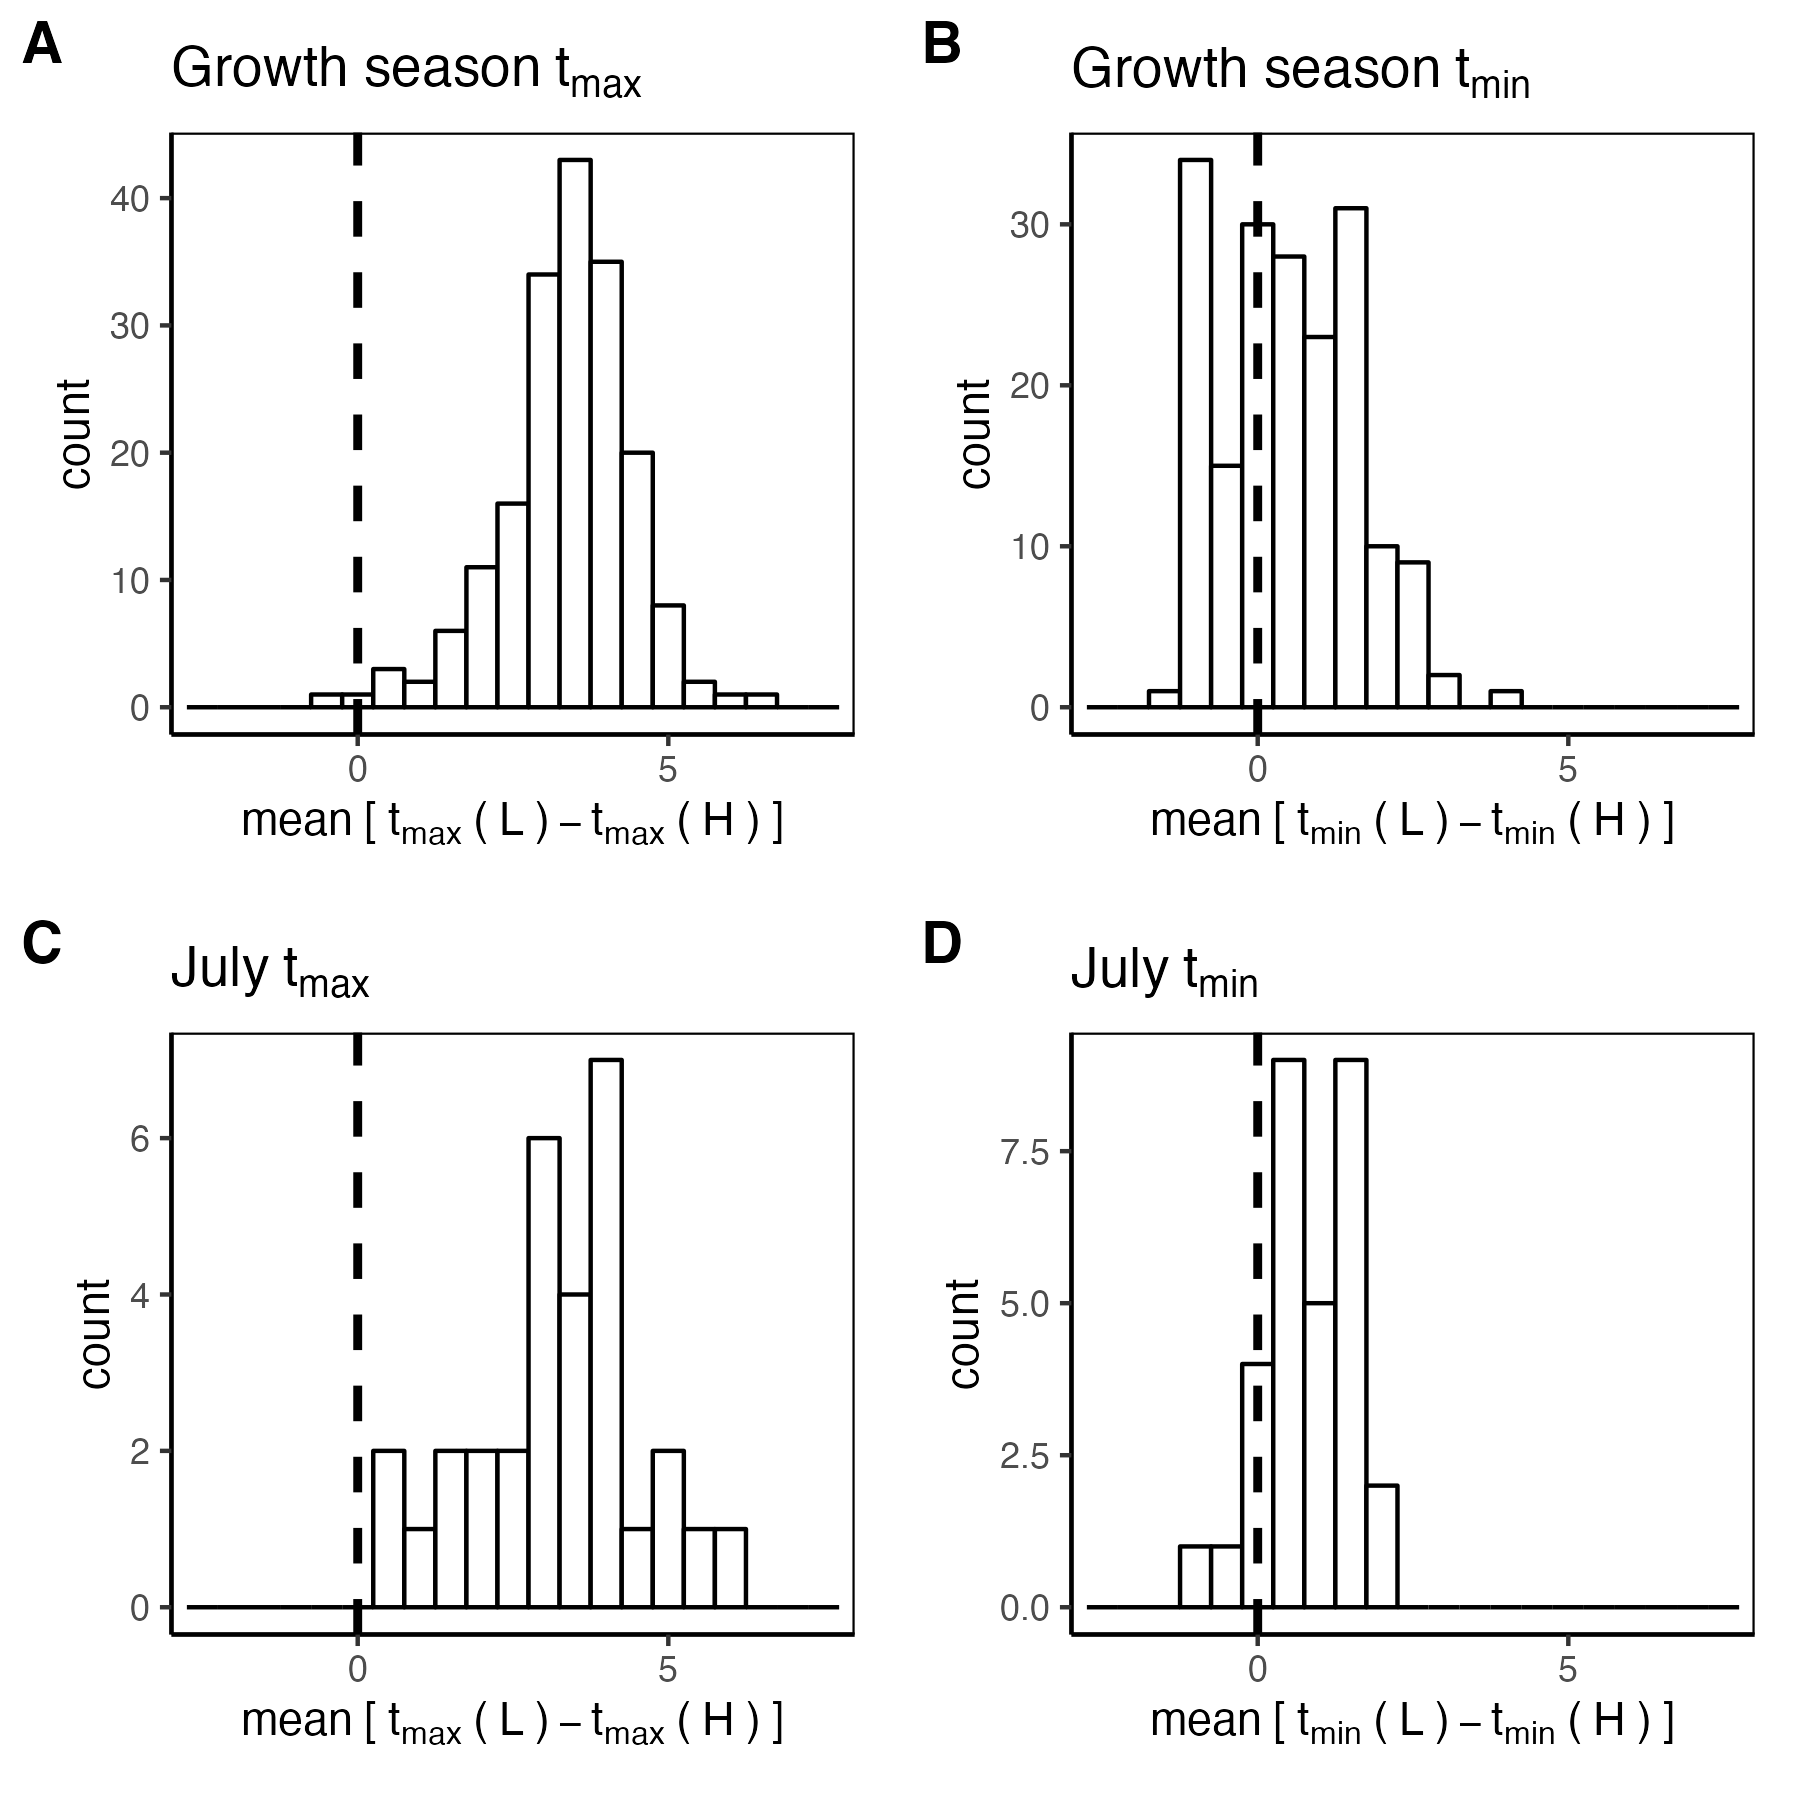 A
Growth season tmax
40
30
20
10
0
count
0 5
mean [ tmax ( L ) – tmax ( H ) ]
B
Growth season tmin
30
20
10
0
count
0 5
mean [ tmin ( L ) – tmin ( H ) ]
C
July tmax
6
4
2
0
count
0 5
mean [ tmax ( L ) – tmax ( H ) ]
D
July tmin
7.5
5.0
2.5
0.0
count
0 5
mean [ tmin ( L ) – tmin ( H ) ]